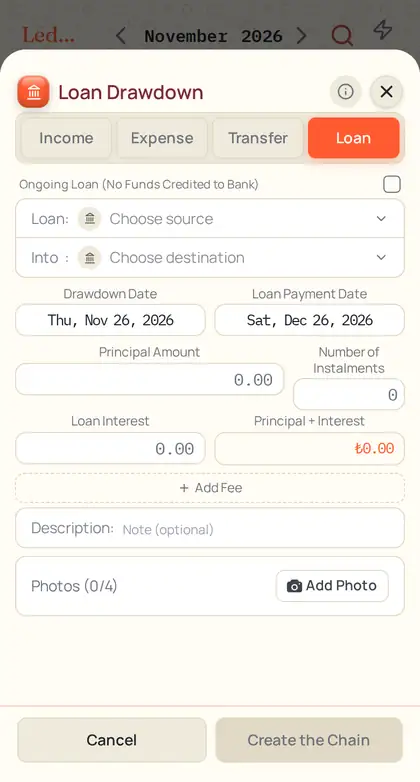 Led...
November 2026
Loan Drawdown
Income
Expense
Transfer
Loan
Ongoing Loan (No Funds Credited to Bank)
Loan: Choose source
Into : Choose destination
Drawdown Date
Loan Payment Date
Thu, Nov 26, 2026
Sat, Dec 26, 2026
Principal Amount
Number of
Instalments
0.00
0
Loan Interest
Principal + Interest
0.00
₺0.00
+ Add Fee
Description: Note (optional)
Photos (0/4)
Add Photo
Cancel
Create the Chain